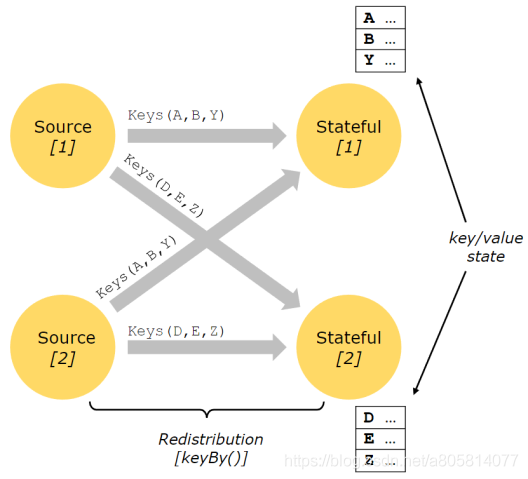 A ...
B ...
Y ...
Source
[1]
Keys(A,B,Y)
Stateful
[1]
Keys(D,E,Z)
key/value
state
Keys(A,B,Y)
Source
[2]
Keys(D,E,Z)
Stateful
[2]
Redistribution
[keyBy()]
D ...
E ...
Z ...
https://blog.csdn.net/a805814077